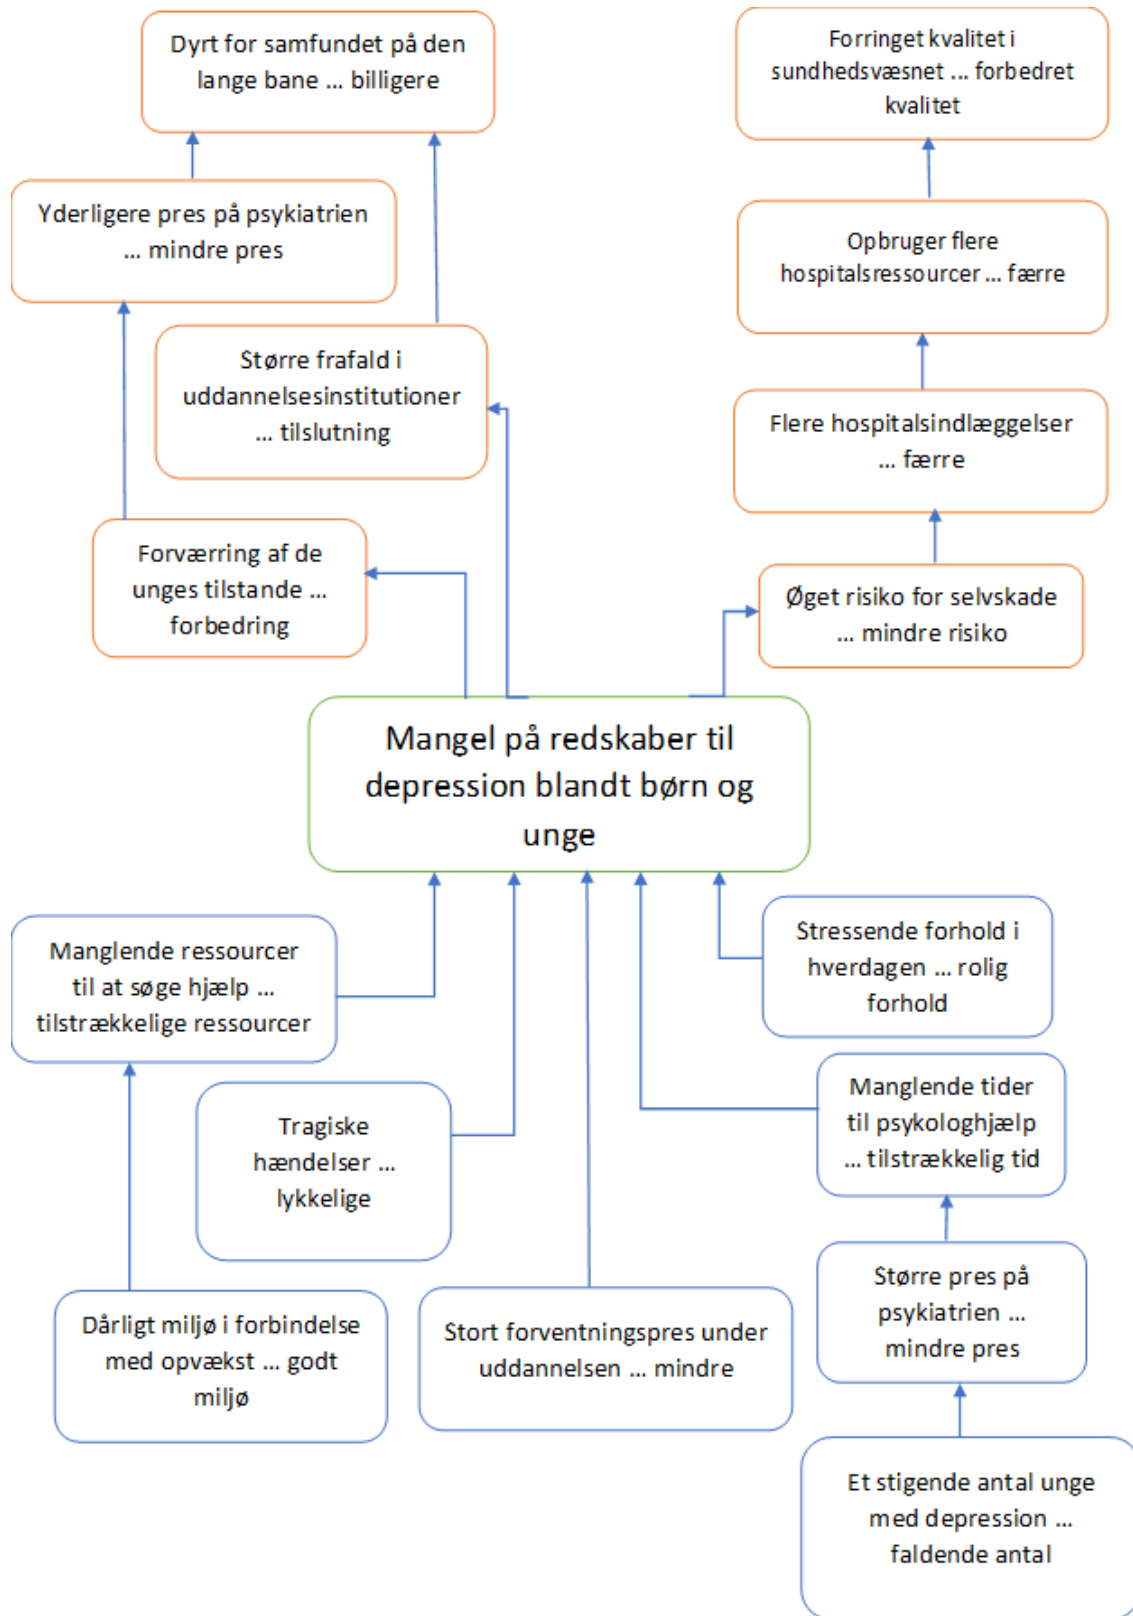 Dyrt for samfundet på den
lange bane ... billigere
Forringet kvalitet i
sundhedsvæsnet ... forbedret
kvalitet
Yderligere pres på psykiatrien
... mindre pres
Opbruger flere
hospitalsressourcer ... færre
Større frafald i
uddannelsesinstitutioner
... tilslutning
Flere hospitalsindlæggelser
... færre
Forværring af de
unges tilstande ...
forbedring
Øget risiko for selvskade
... mindre risiko
Mangel på redskaber til
depression blandt børn og
unge
Manglende ressourcer
til at søge hjælp ...
tilstrækkelige ressourcer
Stressende forhold i
hverdagen ... rolig
forhold
Tragiske
hændelser ...
lykkelige
Manglende tider
til psykologhjælp
... tilstrækkelig tid
Dårligt miljø i forbindelse
med opvækst ... godt
miljø
Stort forventningspres under
uddannelsen ... mindre
Større pres på
psykiatrien ...
mindre pres
Et stigende antal unge
med depression ...
faldende antal